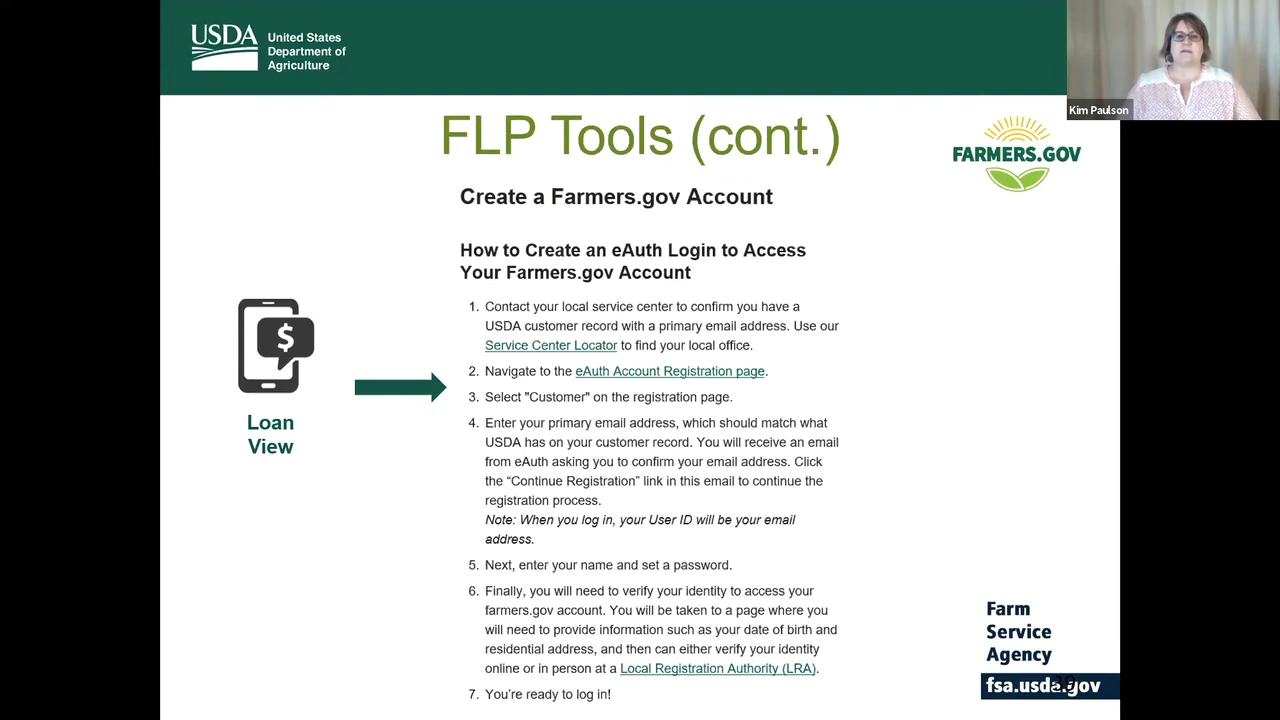 USDA
United States
Department of
Agriculture
Kim Paulson
FLP Tools (cont.)
FARMERS.GOV
Create a Farmers.gov Account
How to Create an eAuth Login to Access
Your Farmers.gov Account
1. Contact your local service center to confirm you have a
USDA customer record with a primary email address. Use our
Service Center Locator to find your local office.
2. Navigate to the eAuth Account Registration page.
3. Select "Customer" on the registration page.
4. Enter your primary email address, which should match what
USDA has on your customer record. You will receive an email
from eAuth asking you to confirm your email address. Click
the “Continue Registration” link in this email to continue the
registration process.
Note: When you log in, your User ID will be your email
address.
5. Next, enter your name and set a password.
6. Finally, you will need to verify your identity to access your
farmers.gov account. You will be taken to a page where you
will need to provide information such as your date of birth and
residential address, and then can either verify your identity
online or in person at a Local Registration Authority (LRA).
7. You’re ready to log in!
$
Loan
View
Farm
Service
Agency
fsa.usda.gov